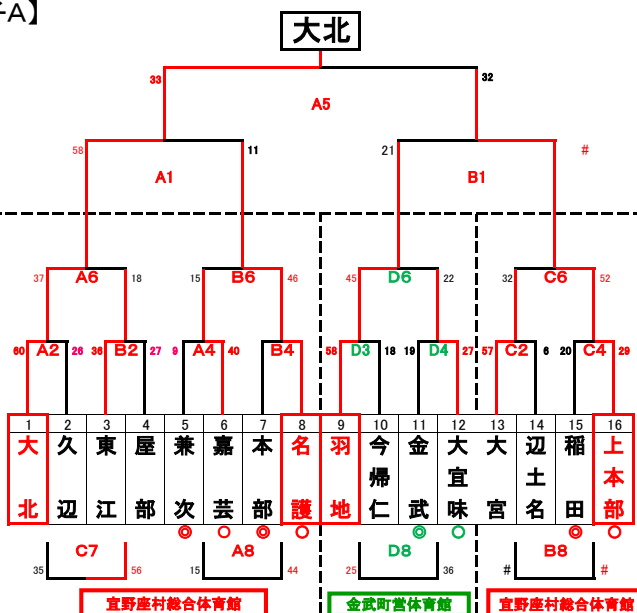 子A】
大北
33 32
A5
58 11 21 #
A1 B1
37 A6 18 15 B6 46 45 D6 22 32 C6 52
60 A2 26 36 B2 27 9 A4 40 B4 58 D3 18 19 D4 27 57 C2 6 20 C4 29
1 2 3 4 5 6 7 8 9 10 11 12 13 14 15 16
大北 久辺 東江 屋部 兼次 嘉芸 本部 名護 羽地 今帰仁 金武 大宜味 大宮 辺土名 稲田 上本部
◎ ○ ◎ ○ ◎ ○ ◎ ○
C7 A8 D8 B8
35 56 15 44 25 36 # #
宜野座村総合体育館 金武町営体育館 宜野座村総合体育館